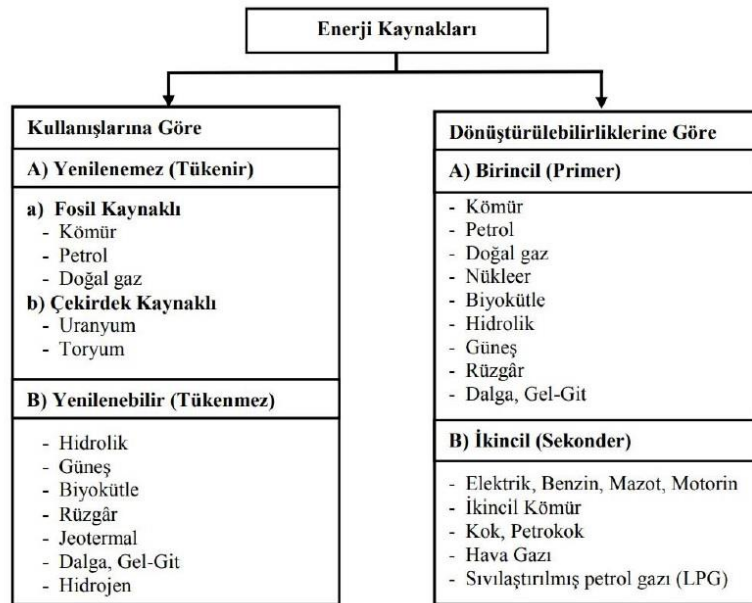 Enerji Kaynakları
Kullanışlarına Göre
A) Yenilenemez (Tükenir)
a) Fosil Kaynaklı
- Kömür
- Petrol
- Doğal gaz
b) Çekirdek Kaynaklı
- Uranyum
- Toryum
B) Yenilenebilir (Tükenmez)
- Hidrolik
- Güneş
- Biyokütle
- Rüzgâr
- Jeotermal
- Dalga, Gel-Git
- Hidrojen
Dönüştürülebilirliklerine Göre
A) Birincil (Primer)
- Kömür
- Petrol
- Doğal gaz
- Nükleer
- Biyokütle
- Hidrolik
- Güneş
- Rüzgâr
- Dalga, Gel-Git
B) İkincil (Sekonder)
- Elektrik, Benzin, Mazot, Motorin
- İkincil Kömür
- Kok, Petrokok
- Hava Gazı
- Sıvılaştırılmış petrol gazı (LPG)